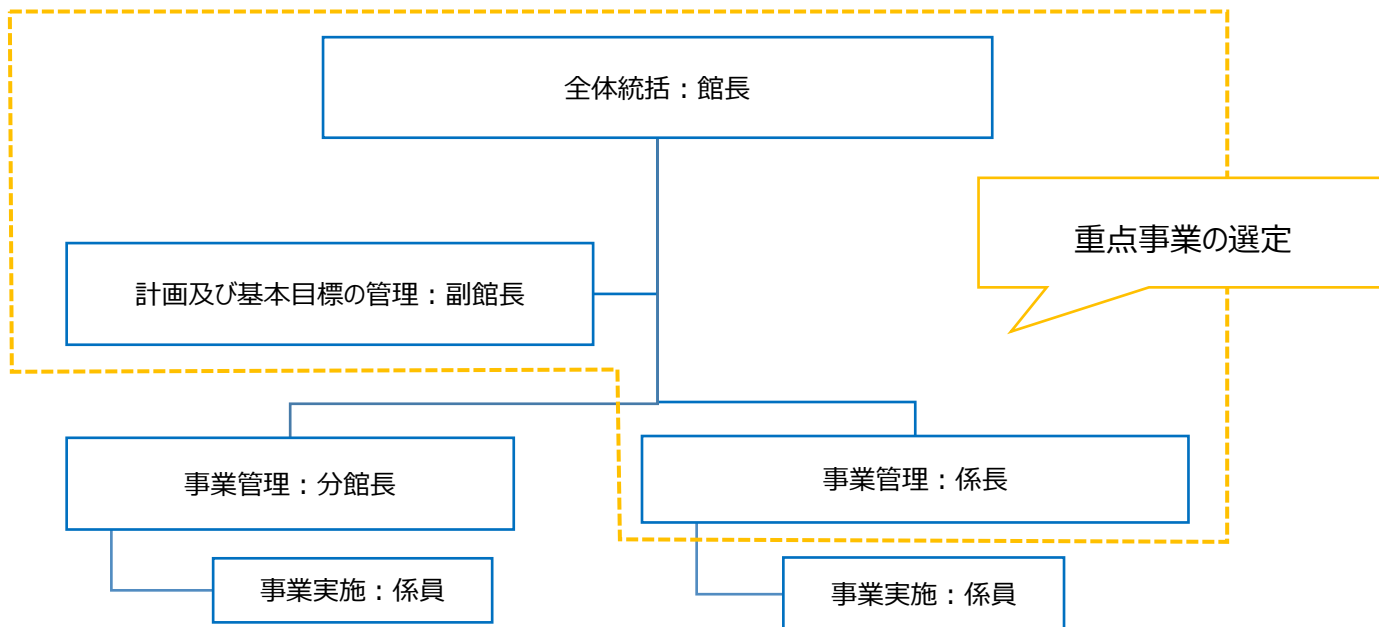 全体統括：館長
重点事業の選定
計画及び基本目標の管理：副館長
事業管理：分館長
事業管理：係長
事業実施：係員
事業実施：係員